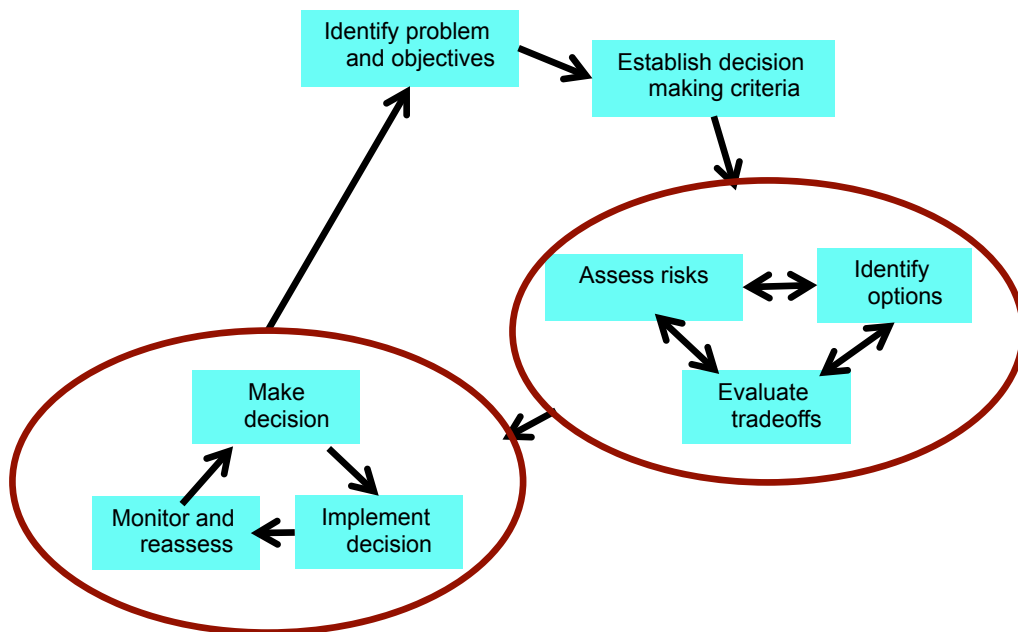 Identify problem
and objectives
Establish decision
making criteria
Assess risks
Identify
options
Evaluate
tradeoffs
Make
decision
Implement
decision
Monitor and
reassess